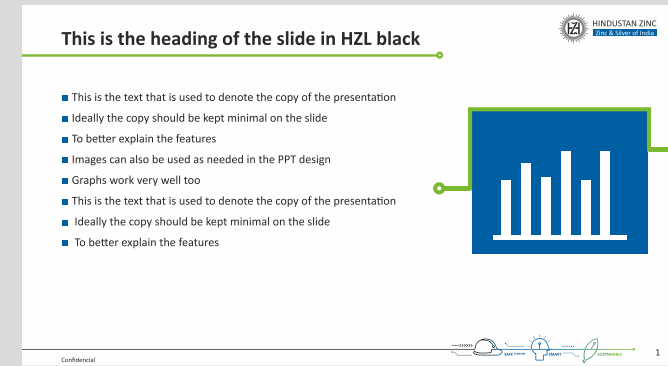 This is the heading of the slide in HZL black
HZL
HINDUSTAN ZINC
Zinc & Silver of India
This is the text that is used to denote the copy of the presentation
Ideally the copy should be kept minimal on the slide
To better explain the features
Images can also be used as needed in the PPT design
Graphs work very well too
This is the text that is used to denote the copy of the presentation
Ideally the copy should be kept minimal on the slide
To better explain the features
SAFE
SMART
SUSTAINABLE
1
Confidencial